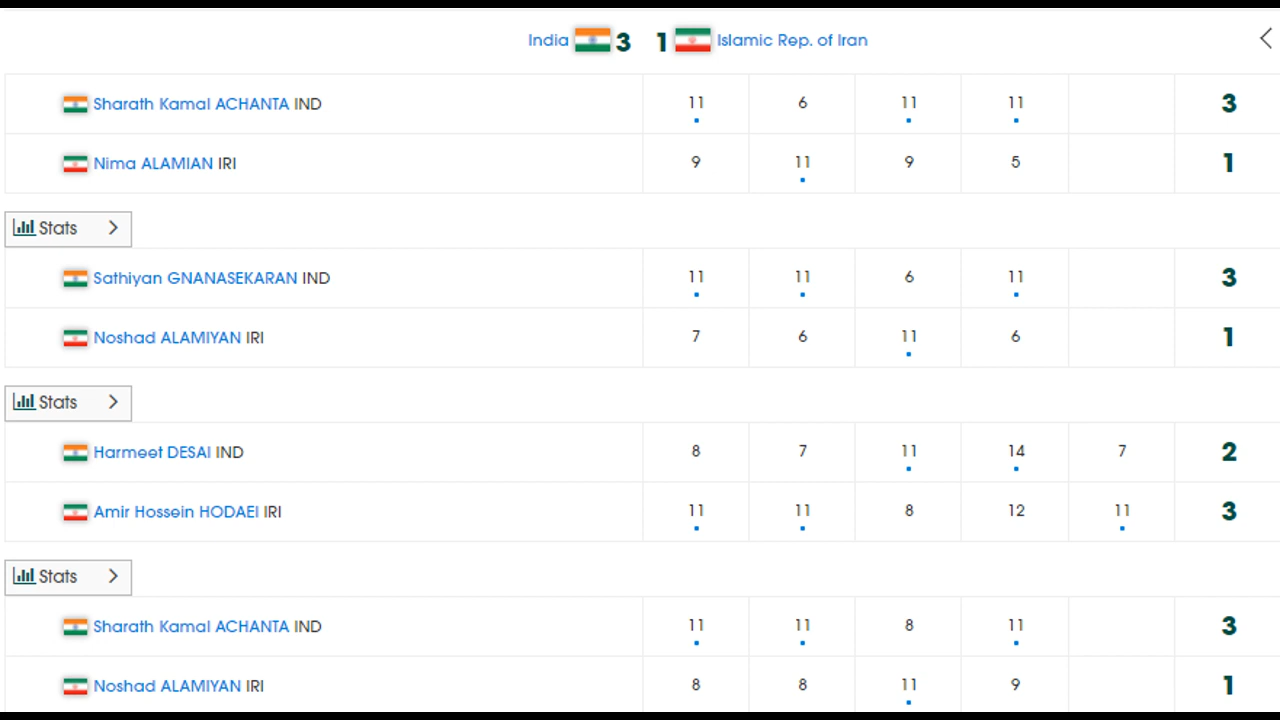 India 3 1 Islamic Rep. of Iran
Sharath Kamal ACHANTA IND 11 6 11 11 3
Nima ALAMIAN IRI 9 11 9 5 1
Stats
Sathiyan GNANASEKARAN IND 11 11 6 11 3
Noshad ALAMIYAN IRI 7 6 11 6 1
Stats
Harmeet DESAI IND 8 7 11 14 7 2
Amir Hossein HODAEI IRI 11 11 8 12 11 3
Stats
Sharath Kamal ACHANTA IND 11 11 8 11 3
Noshad ALAMIYAN IRI 8 8 11 9 1